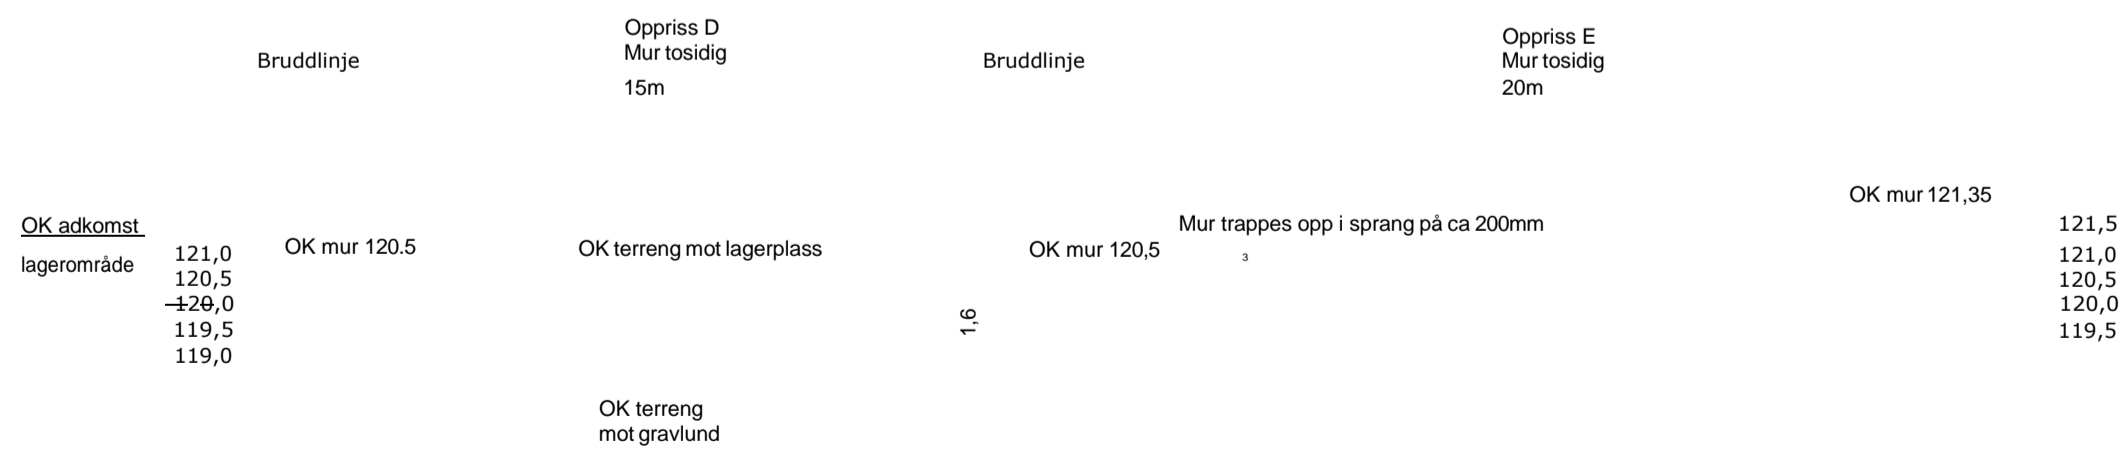 Oppriss D
Mur tosidig
15m
Bruddlinje
Bruddlinje
Oppriss E
Mur tosidig
20m
OK mur 121,35
OK adkomst
lagerområde
121,0
120,5
120,0
119,5
119,0
OK mur 120.5
OK terreng mot lagerplass
OK mur 120,5
Mur trappes opp i sprang på ca 200mm
3
1,6
121,5
121,0
120,5
120,0
119,5
OK terreng
mot gravlund